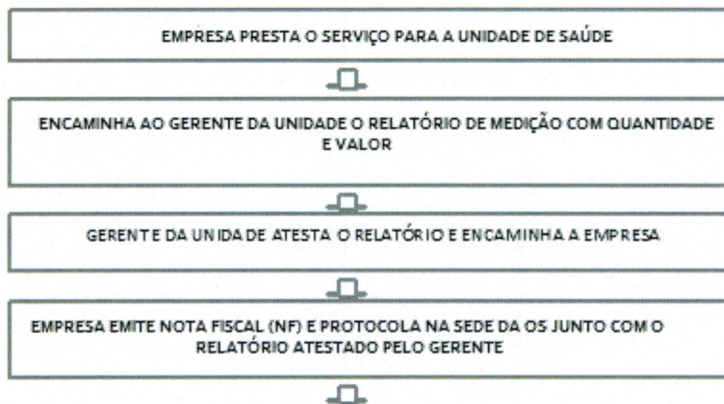 EMPRESA PRESTA O SERVIÇO PARA A UNIDADE DE SAÚDE
ENCAMINHA AO GERENTE DA UNIDADE O RELATÓRIO DE MEDIÇÃO COM QUANTIDADE
E VALOR
GERENTE DA UNIDADE ATESTA O RELATÓRIO E ENCAMINHA A EMPRESA
EMPRESA EMITE NOTA FISCAL (NF) E PROTOCOLA NA SEDE DA OS JUNTO COM O
RELATÓRIO ATESTADO PELO GERENTE